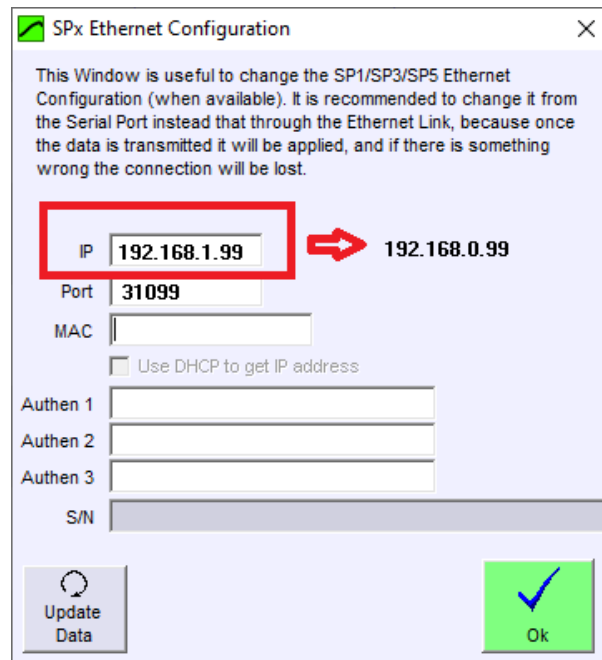 SPx Ethernet Configuration
This Window is useful to change the SP1/SP3/SP5 Ethernet
Configuration (when available). It is recommended to change it from
the Serial Port instead that through the Ethernet Link, because once
the data is transmitted it will be applied, and if there is something
wrong the connection will be lost.
IP 192.168.1.99 192.168.0.99
Port 31099
MAC
Use DHCP to get IP address
Authen 1
Authen 2
Authen 3
S/N
Update
Data
Ok